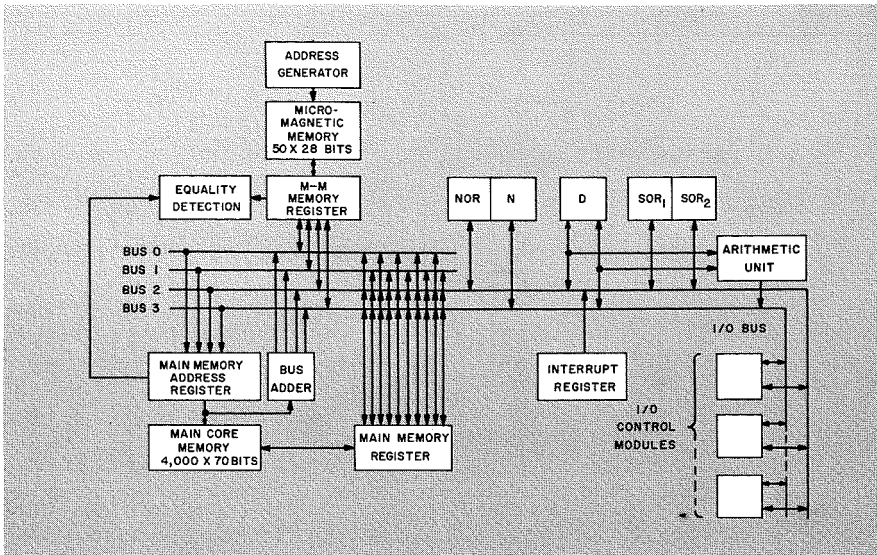 ADDRESS
GENERATOR
MICRO-
MAGNETIC
MEMORY
50 X 28 BITS
EQUALITY
DETECTION
M-M
MEMORY
REGISTER
NOR
N
D
SOR1
SOR2
ARITHMETIC
UNIT
BUS 0
BUS 1
BUS 2
BUS 3
I/O BUS
MAIN MEMORY
ADDRESS
REGISTER
BUS
ADDER
INTERRUPT
REGISTER
MAIN CORE
MEMORY
4,000 X 70 BITS
MAIN MEMORY
REGISTER
I/O
CONTROL
MODULES